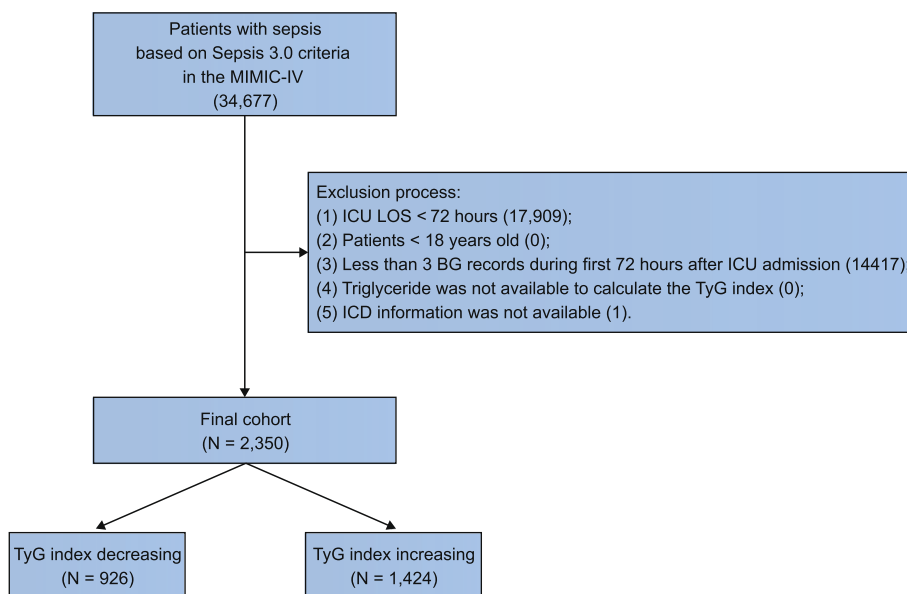 Patients with sepsis
based on Sepsis 3.0 criteria
in the MIMIC-IV
(34,677)
Exclusion process:
(1) ICU LOS < 72 hours (17,909);
(2) Patients < 18 years old (0);
(3) Less than 3 BG records during first 72 hours after ICU admission (14417);
(4) Triglyceride was not available to calculate the TyG index (0);
(5) ICD information was not available (1).
Final cohort
(N = 2,350)
TyG index decreasing
(N = 926)
TyG index increasing
(N = 1,424)